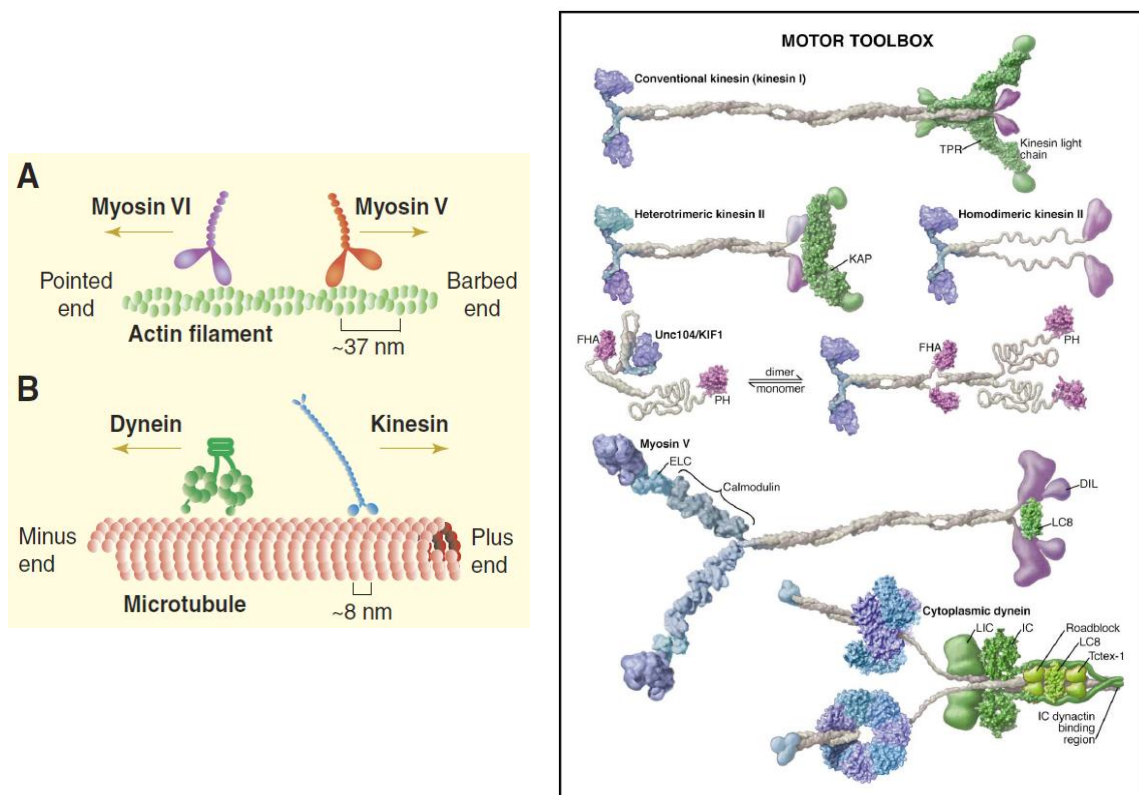 A
Myosin VI
Myosin V
Pointed
end
Barbed
end
Actin filament
~37 nm
B
Dynein
Kinesin
Minus
end
Plus
end
Microtubule
~8 nm
MOTOR TOOLBOX
Conventional kinesin (kinesin I)
TPR
Kinesin light
chain
Heterotrimeric kinesin II
Homodimeric kinesin II
KAP
FHA
Unc104/KIF1
PH
dimer
monomer
FHA
PH
PH
Myosin V
ELC
Calmodulin
DIL
LC8
Cytoplasmic dynein
LIC
IC
Roadblock
LC8
Tctex-1
IC dynactin
binding
region